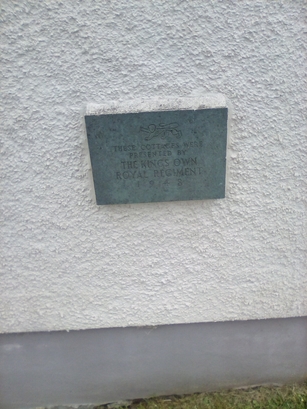 THESE COTTAGES WERE
PRESENTED BY
THE KING'S OWN
ROYAL REGIMENT